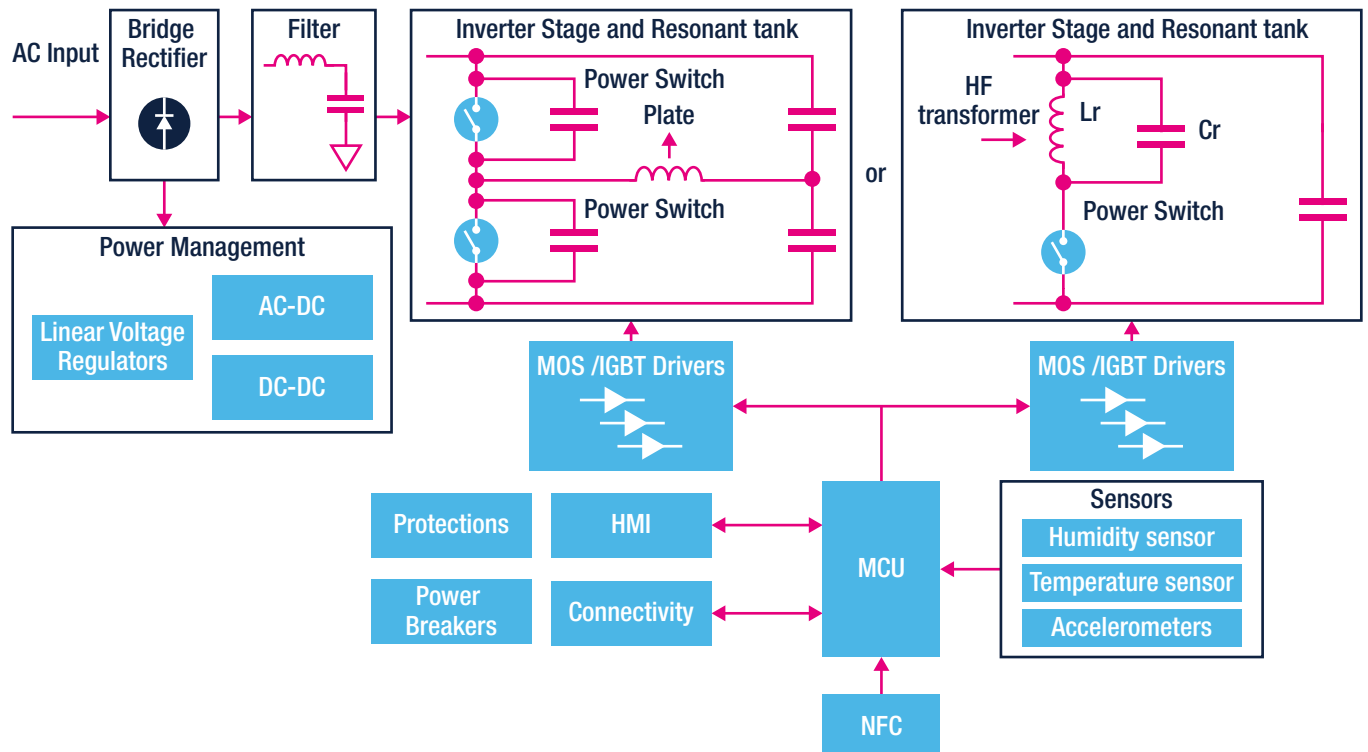 AC Input
Bridge
Rectifier
Filter
Inverter Stage and Resonant tank
Power Switch
Plate
Power Switch
or
Inverter Stage and Resonant tank
HF
transformer
Lr
Cr
Power Switch
Power Management
Linear Voltage
Regulators
AC-DC
DC-DC
MOS /IGBT Drivers
MOS /IGBT Drivers
Protections
HMI
Power
Breakers
Connectivity
MCU
Sensors
Humidity sensor
Temperature sensor
Accelerometers
NFC